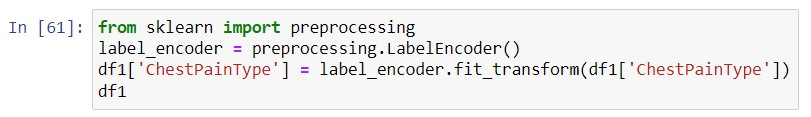 In [61]: from sklearn import preprocessing
label_encoder = preprocessing.LabelEncoder()
df1['ChestPainType'] = label_encoder.fit_transform(df1['ChestPainType'])
df1